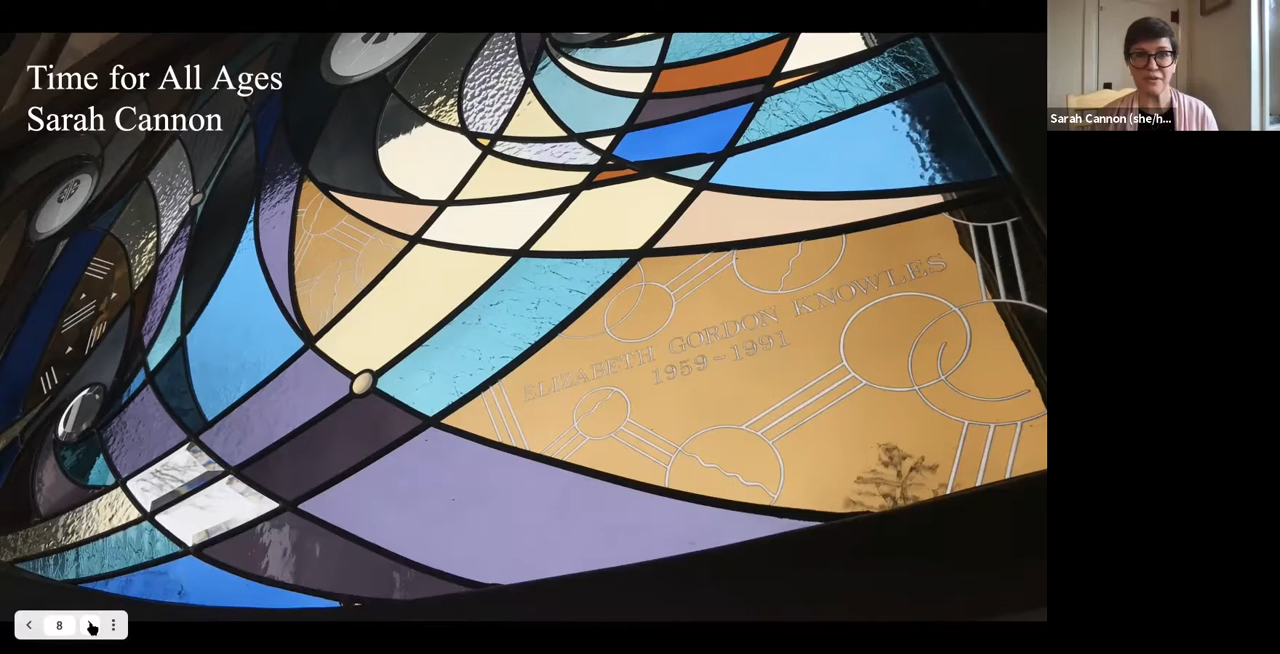 Time for All Ages
Sarah Cannon
ELIZABETH GORDON KNOWLES
1959-1991
Sarah Cannon (she/h...
8